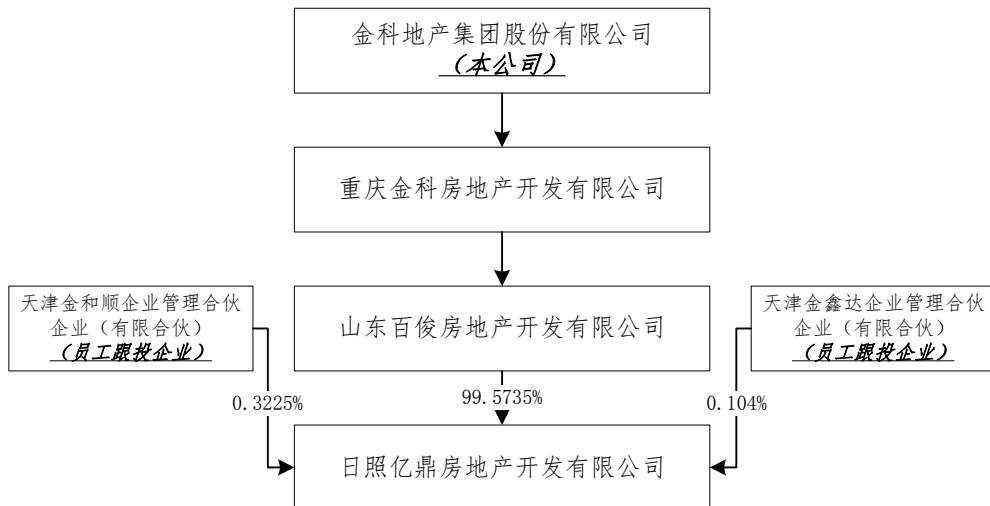 金科地产集团股份有限公司
（本公司）
重庆金科房地产开发有限公司
天津金和顺企业管理合伙
企业（有限合伙）
（员工跟投企业）
山东百俊房地产开发有限公司
天津金鑫达企业管理合伙
企业（有限合伙）
（员工跟投企业）
0.3225%
99.5735%
0.104%
日照亿鼎房地产开发有限公司